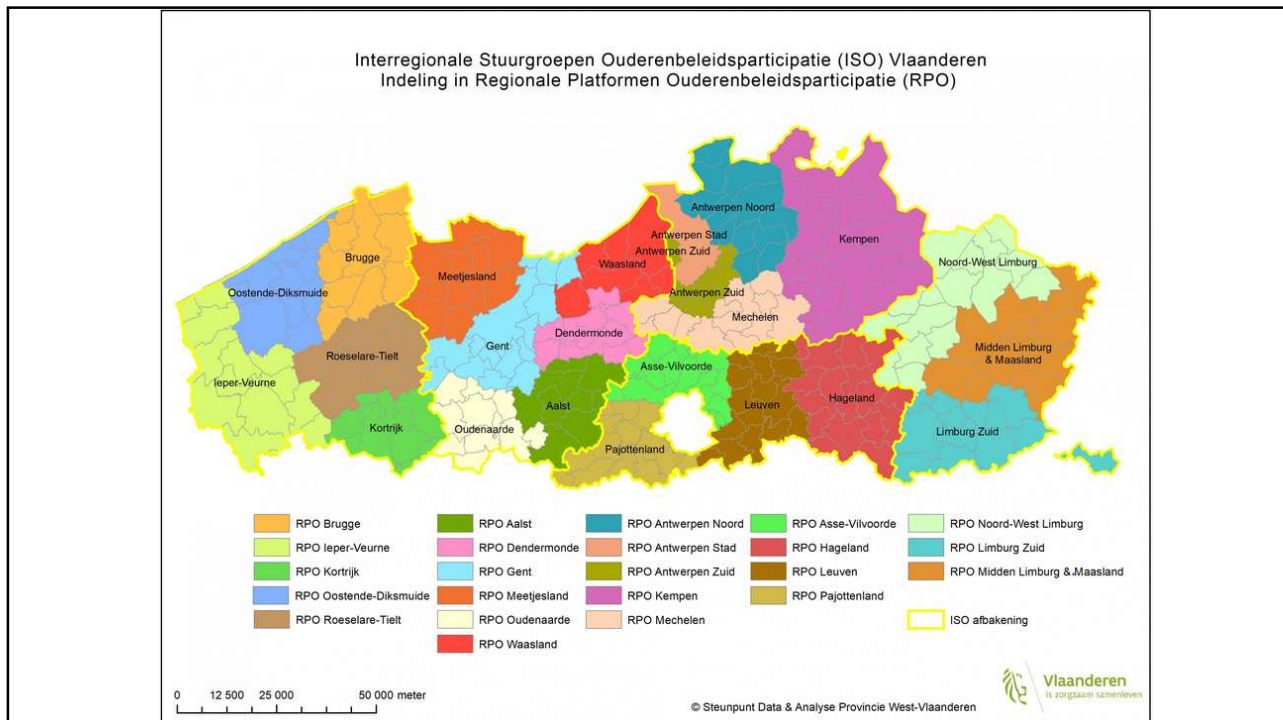 Interregionale Stuurgroepen Ouderenbeleidsparticipatie (ISO) Vlaanderen
Indeling in Regionale Platformen Ouderenbeleidsparticipatie (RPO)
Antwerpen Noord
Antwerpen Stad
Kempen
Antwerpen Zuid
Brugge
Waasland
Noord-West Limburg
Meetjesland
Oostende-Diksmuide
Antwerpen Zuid
Mechelen
Dendermonde
Gent
Midden Limburg
& Maasland
Roeselare-Tielt
Asse-Vilvoorde
Ieper-Veurne
Hageland
Aalst
Leuven
Kortrijk
Oudenaarde
Limburg Zuid
Pajottenland
RPO Brugge
RPO Ieper-Veurne
RPO Kortrijk
RPO Oostende-Diksmuide
RPO Roeselare-Tielt
RPO Aalst
RPO Dendermonde
RPO Gent
RPO Meetjesland
RPO Oudenaarde
RPO Waasland
RPO Antwerpen Noord
RPO Antwerpen Stad
RPO Antwerpen Zuid
RPO Kempen
RPO Mechelen
RPO Asse-Vilvoorde
RPO Hageland
RPO Leuven
RPO Pajottenland
RPO Noord-West Limburg
RPO Limburg Zuid
RPO Midden Limburg & Maasland
ISO afbakening
0 12 500 25 000 50 000 meter
Vlaanderen
is zorgzaam samenleven
© Steunpunt Data & Analyse Provincie West-Vlaanderen